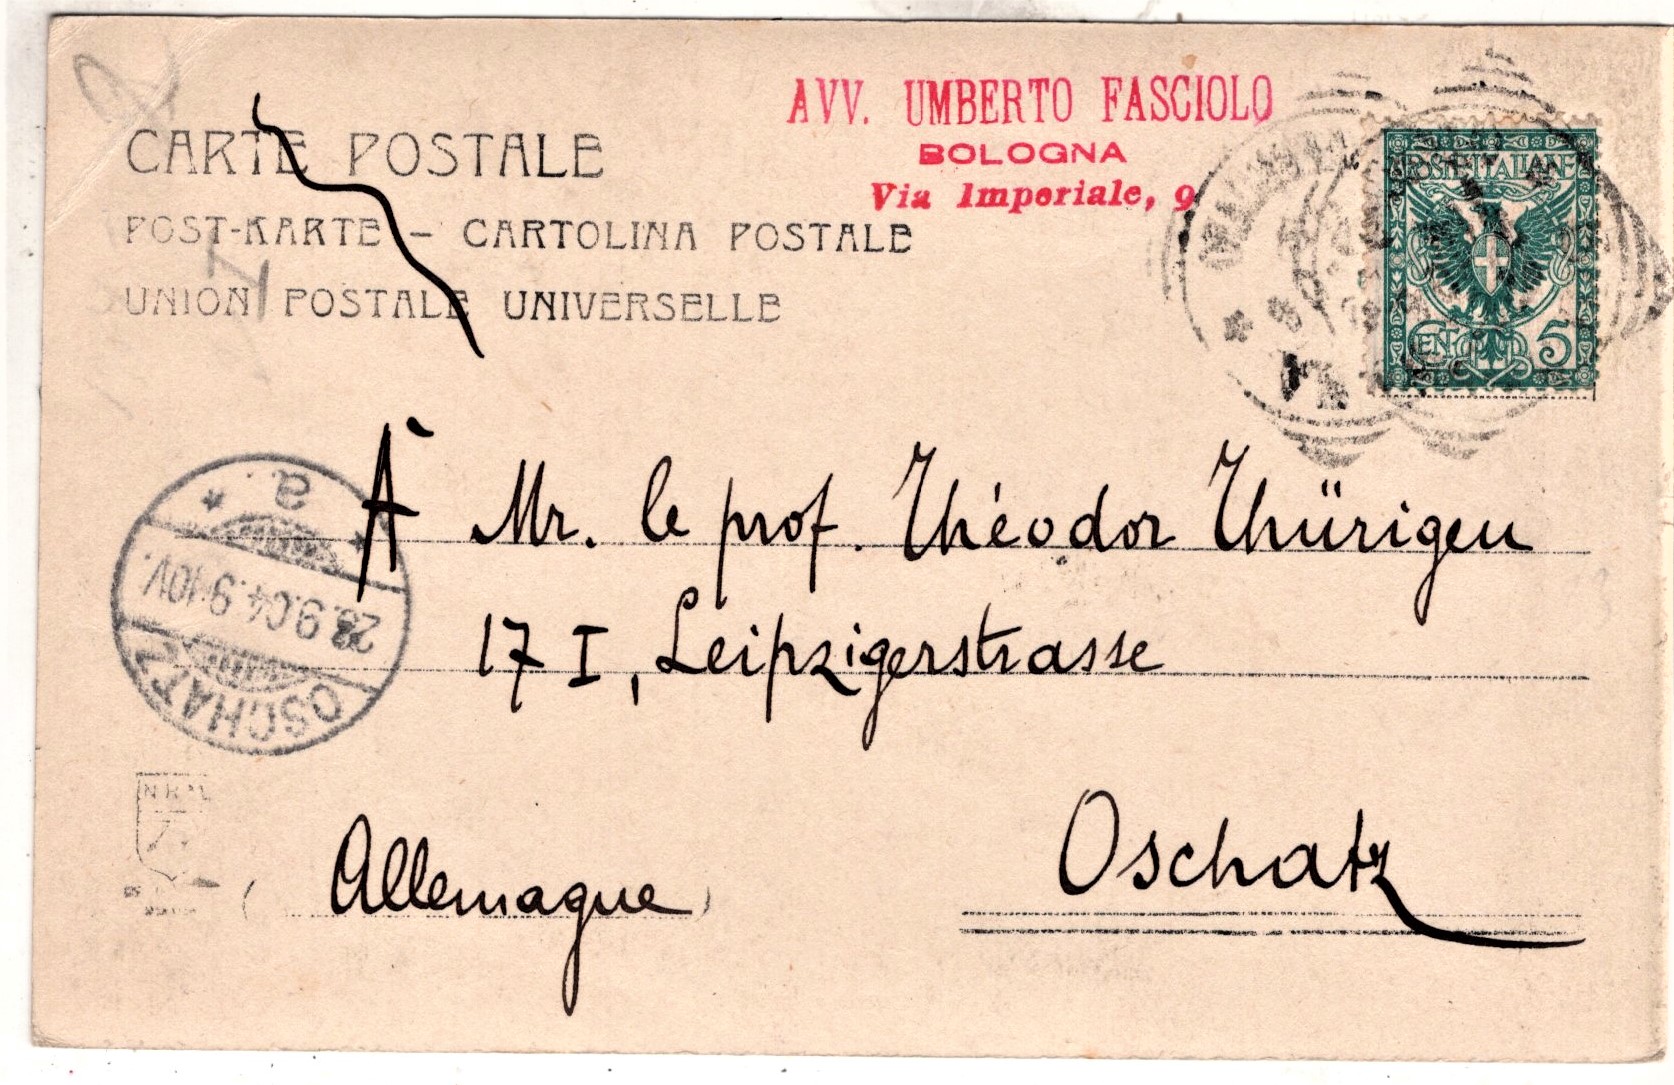 AVV. UMBERTO FASCIOLO
BOLOGNA
Via Imperiale, 9
CARTE POSTALE
POST-KARTE – CARTOLINA POSTALE
UNION POSTALE UNIVERSELLE
POSTE ITALIANE
CENT 5
À Mr. le prof. Théodor Thürigen
17 I, Leipzigerstrasse
Oschatz
Allemagne
OSCHATZ
23.9.04.9-10V.
* a. *